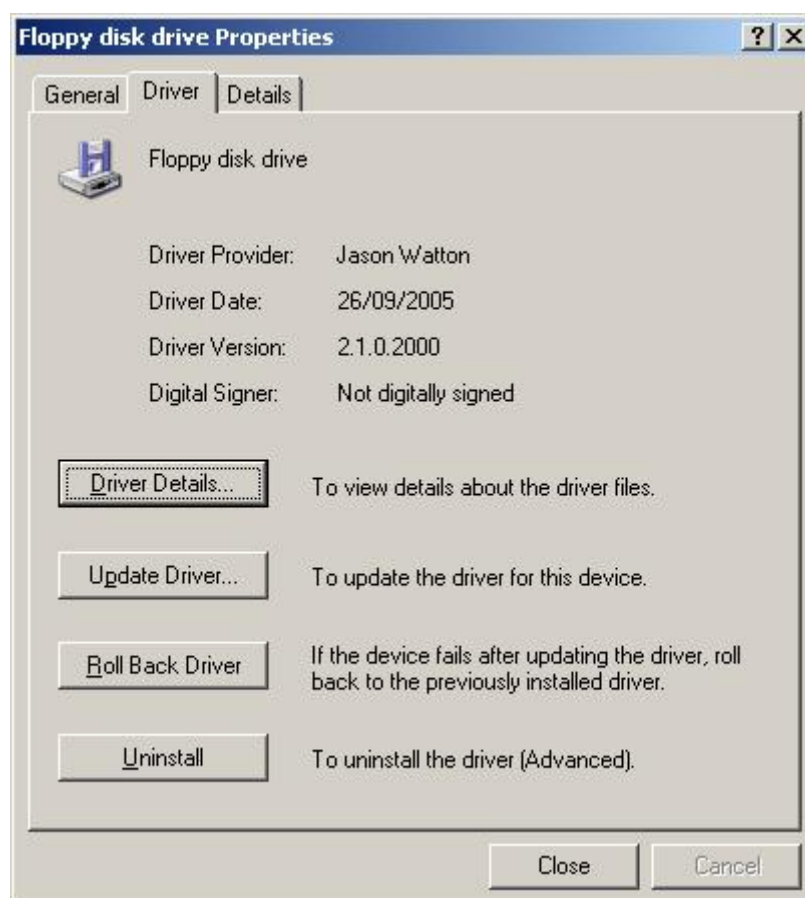 Floppy disk drive Properties
General Driver Details
Floppy disk drive
Driver Provider: Jason Watton
Driver Date: 26/09/2005
Driver Version: 2.1.0.2000
Digital Signer: Not digitally signed
Driver Details... To view details about the driver files.
Update Driver... To update the driver for this device.
Roll Back Driver If the device fails after updating the driver, roll
back to the previously installed driver.
Uninstall To uninstall the driver (Advanced).
Close Cancel